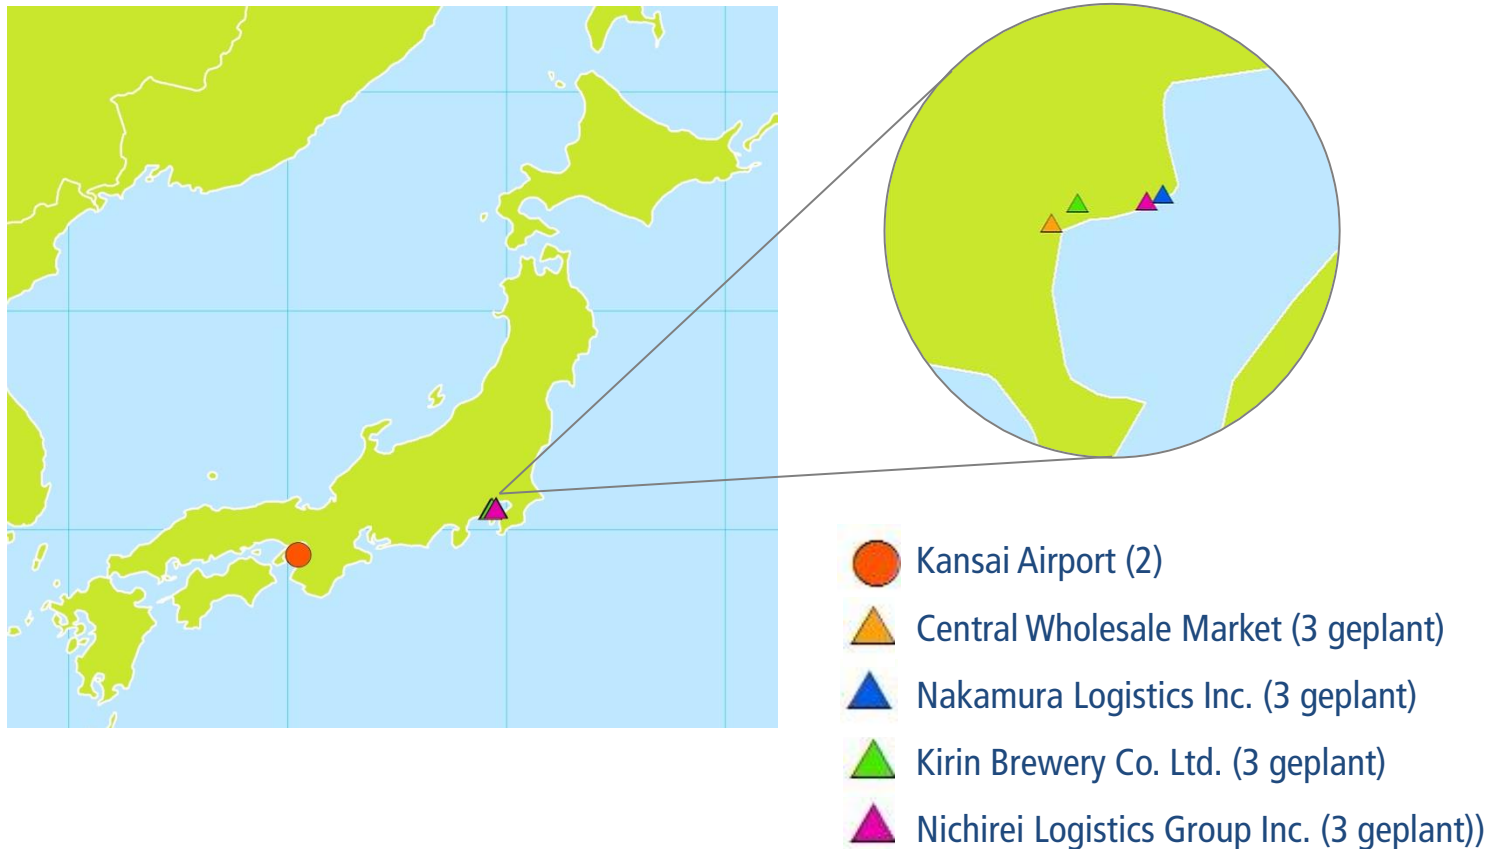 Kansai Airport (2)
Central Wholesale Market (3 geplant)
Nakamura Logistics Inc. (3 geplant)
Kirin Brewery Co. Ltd. (3 geplant)
Nichirei Logistics Group Inc. (3 geplant))